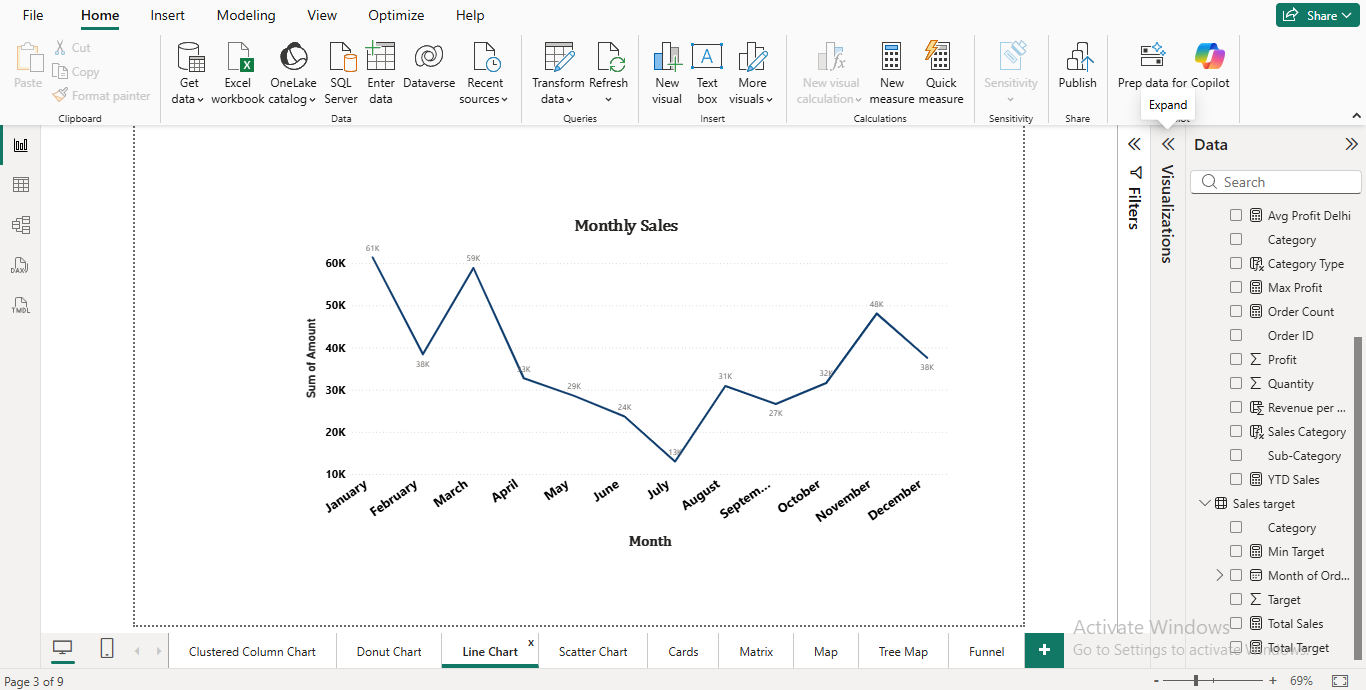 File Home Insert Modeling View Optimize Help Share
Paste
Cut
Copy
Format painter
Clipboard
Get data
Excel workbook
OneLake catalog
SQL Server
Enter data
Dataverse
Recent sources
Data
Transform data
Refresh
Queries
New visual
Text box
More visuals
Insert
New visual calculation
New measure
Quick measure
Calculations
Sensitivity
Sensitivity
Publish
Share
Prep data for Copilot
Expand
DAX
TMDL
Monthly Sales
Sum of Amount
60K
50K
40K
30K
20K
10K
61K
38K
59K
29K
24K
13K
31K
27K
32K
48K
38K
January
February
March
April
May
June
July
August
Septem...
October
November
December
Month
Filters
Visualizations
Data
Search
Avg Profit Delhi
Category
Category Type
Max Profit
Order Count
Order ID
Profit
Quantity
Revenue per ...
Sales Category
Sub-Category
YTD Sales
Sales target
Category
Min Target
Month of Ord...
Target
Total Sales
Total Target
Activate Windows
Go to Settings to activate Windows.
Clustered Column Chart
Donut Chart
Line Chart x
Scatter Chart
Cards
Matrix
Map
Tree Map
Funnel
+
Page 3 of 9
- + 69%